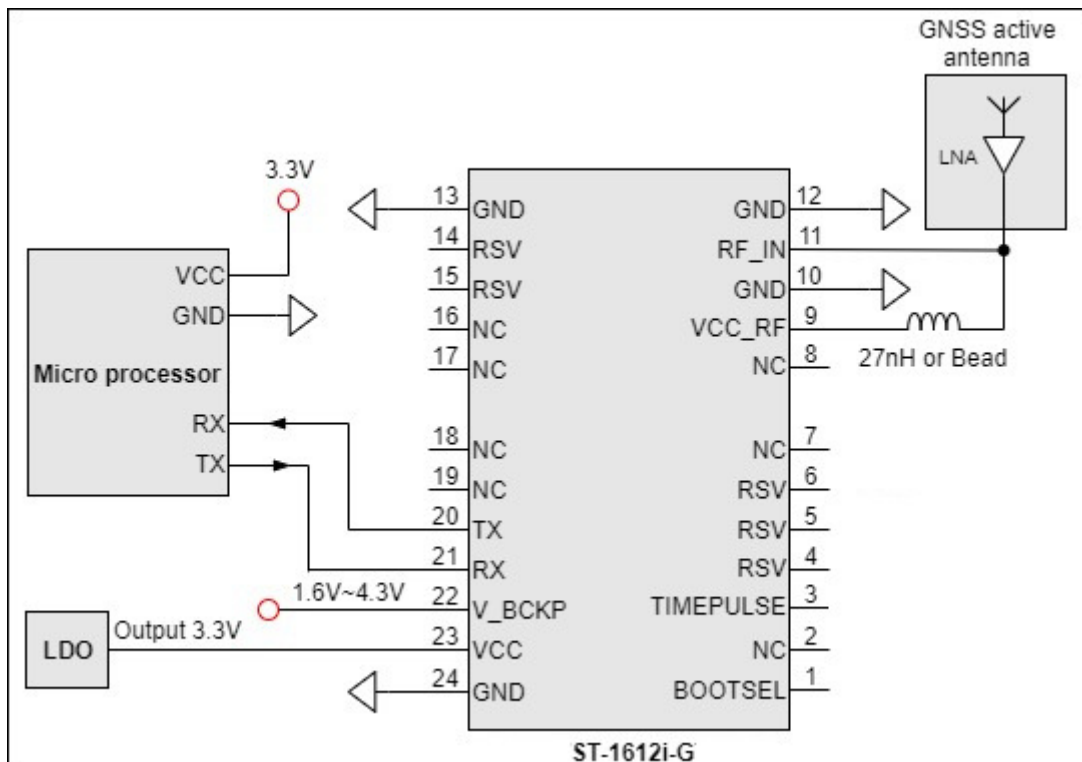 GNSS active
antenna
LNA
3.3V
VCC
GND
Micro processor
RX
TX
LDO
Output 3.3V
1.6V~4.3V
13 GND
14 RSV
15 RSV
16 NC
17 NC
18 NC
19 NC
20 TX
21 RX
22 V_BCKP
23 VCC
24 GND
GND 12
RF_IN 11
GND 10
VCC_RF 9
NC 8
NC 7
RSV 6
RSV 5
RSV 4
TIMEPULSE 3
NC 2
BOOTSEL 1
27nH or Bead
ST-1612i-G